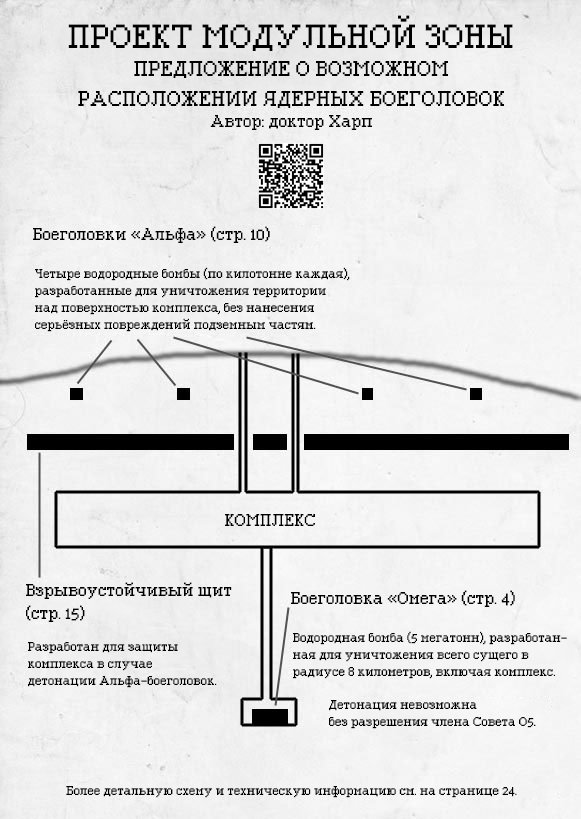 ПРОЕКТ МОДУЛЬНОЙ ЗОНЫ
ПРЕДЛОЖЕНИЕ О ВОЗМОЖНОМ
РАСПОЛОЖЕНИИ ЯДЕРНЫХ БОЕГОЛОВОК
Автор: доктор Харп
Боеголовки «Альфа» (стр. 10)
Четыре водородные бомбы (по килотонне каждая),
разработанные для уничтожения территории
над поверхностью комплекса, без нанесения
серьёзных повреждений подземным частям.
КОМПЛЕКС
Взрывоустойчивый щит
(стр. 15)
Разработан для защиты
комплекса в случае
детонации Альфа-боеголовок.
Боеголовка «Омега» (стр. 4)
Водородная бомба (5 мегатонн), разработан-
ная для уничтожения всего сущего в
радиусе 8 километров, включая комплекс.
Детонация невозможна
без разрешения члена Совета О5.
Более детальную схему и техническую информацию см. на странице 24.